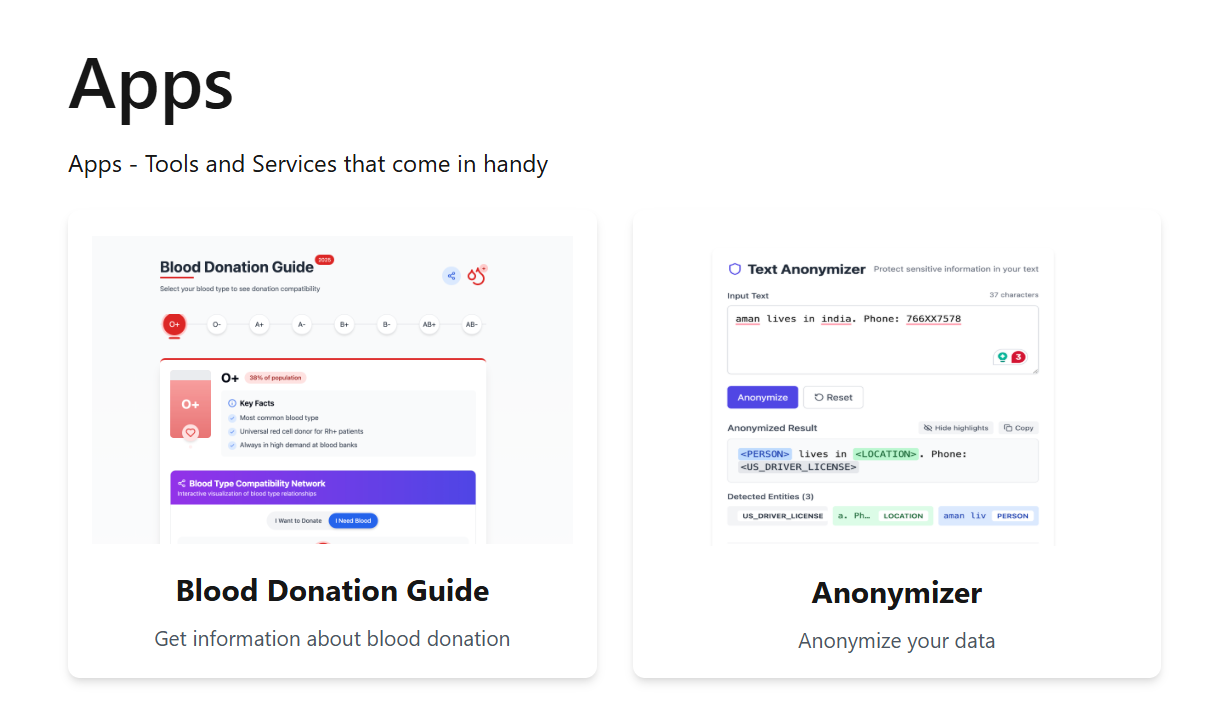 Apps
Apps - Tools and Services that come in handy
Blood Donation Guide 2025
Select your blood type to see donation compatibility
O+ O- A+ A- B+ B- AB+ AB-
O+
O+ 38% of population
Key Facts
Most common blood type
Universal red cell donor for Rh+ patients
Always in high demand at blood banks
Blood Type Compatibility Network
Interactive visualization of blood type relationships
I Want to Donate I Need Blood
Blood Donation Guide
Get information about blood donation
Text Anonymizer Protect sensitive information in your text
Input Text 37 characters
aman lives in india. Phone: 766XX7578
3
Anonymize Reset
Anonymized Result Hide highlights Copy
<PERSON> lives in <LOCATION>. Phone:
<US_DRIVER_LICENSE>
Detected Entities (3)
US_DRIVER_LICENSE a. Ph… LOCATION aman liv PERSON
Anonymizer
Anonymize your data